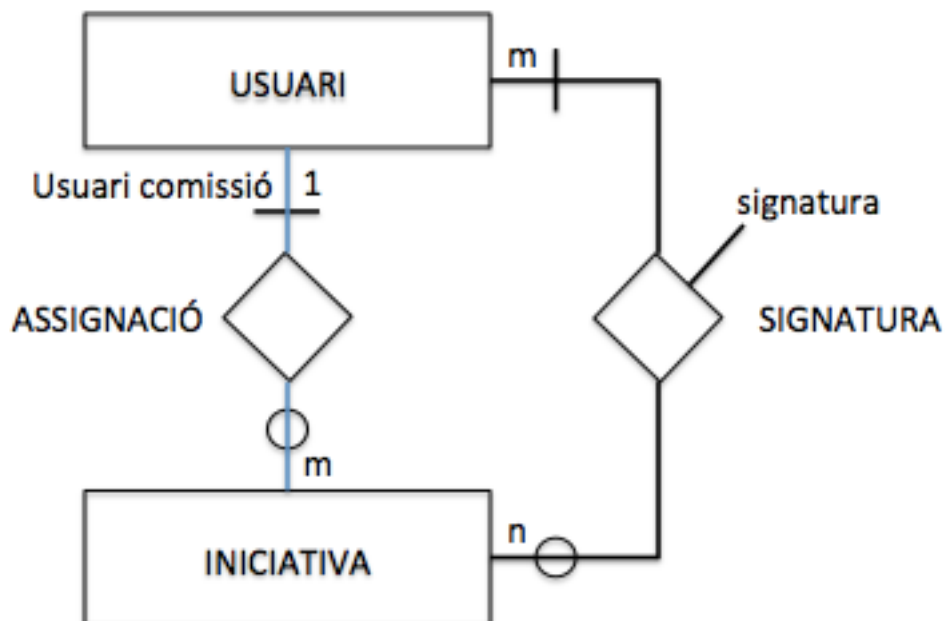 m
USUARI
Usuari comissió 1
signatura
ASSIGNACIÓ
SIGNATURA
m
n
INICIATIVA